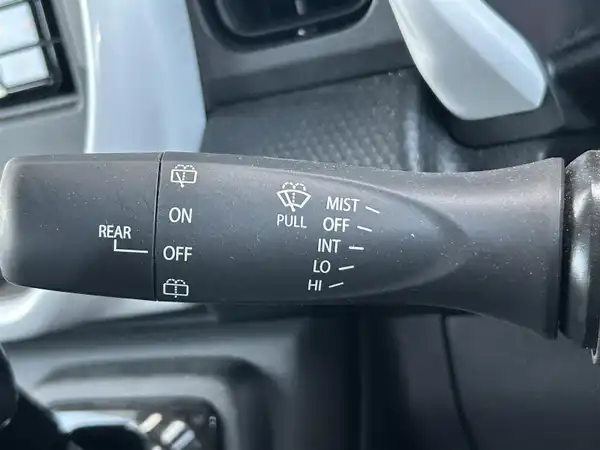 REAR
ON
OFF
PULL
MIST
OFF
INT
LO
HI